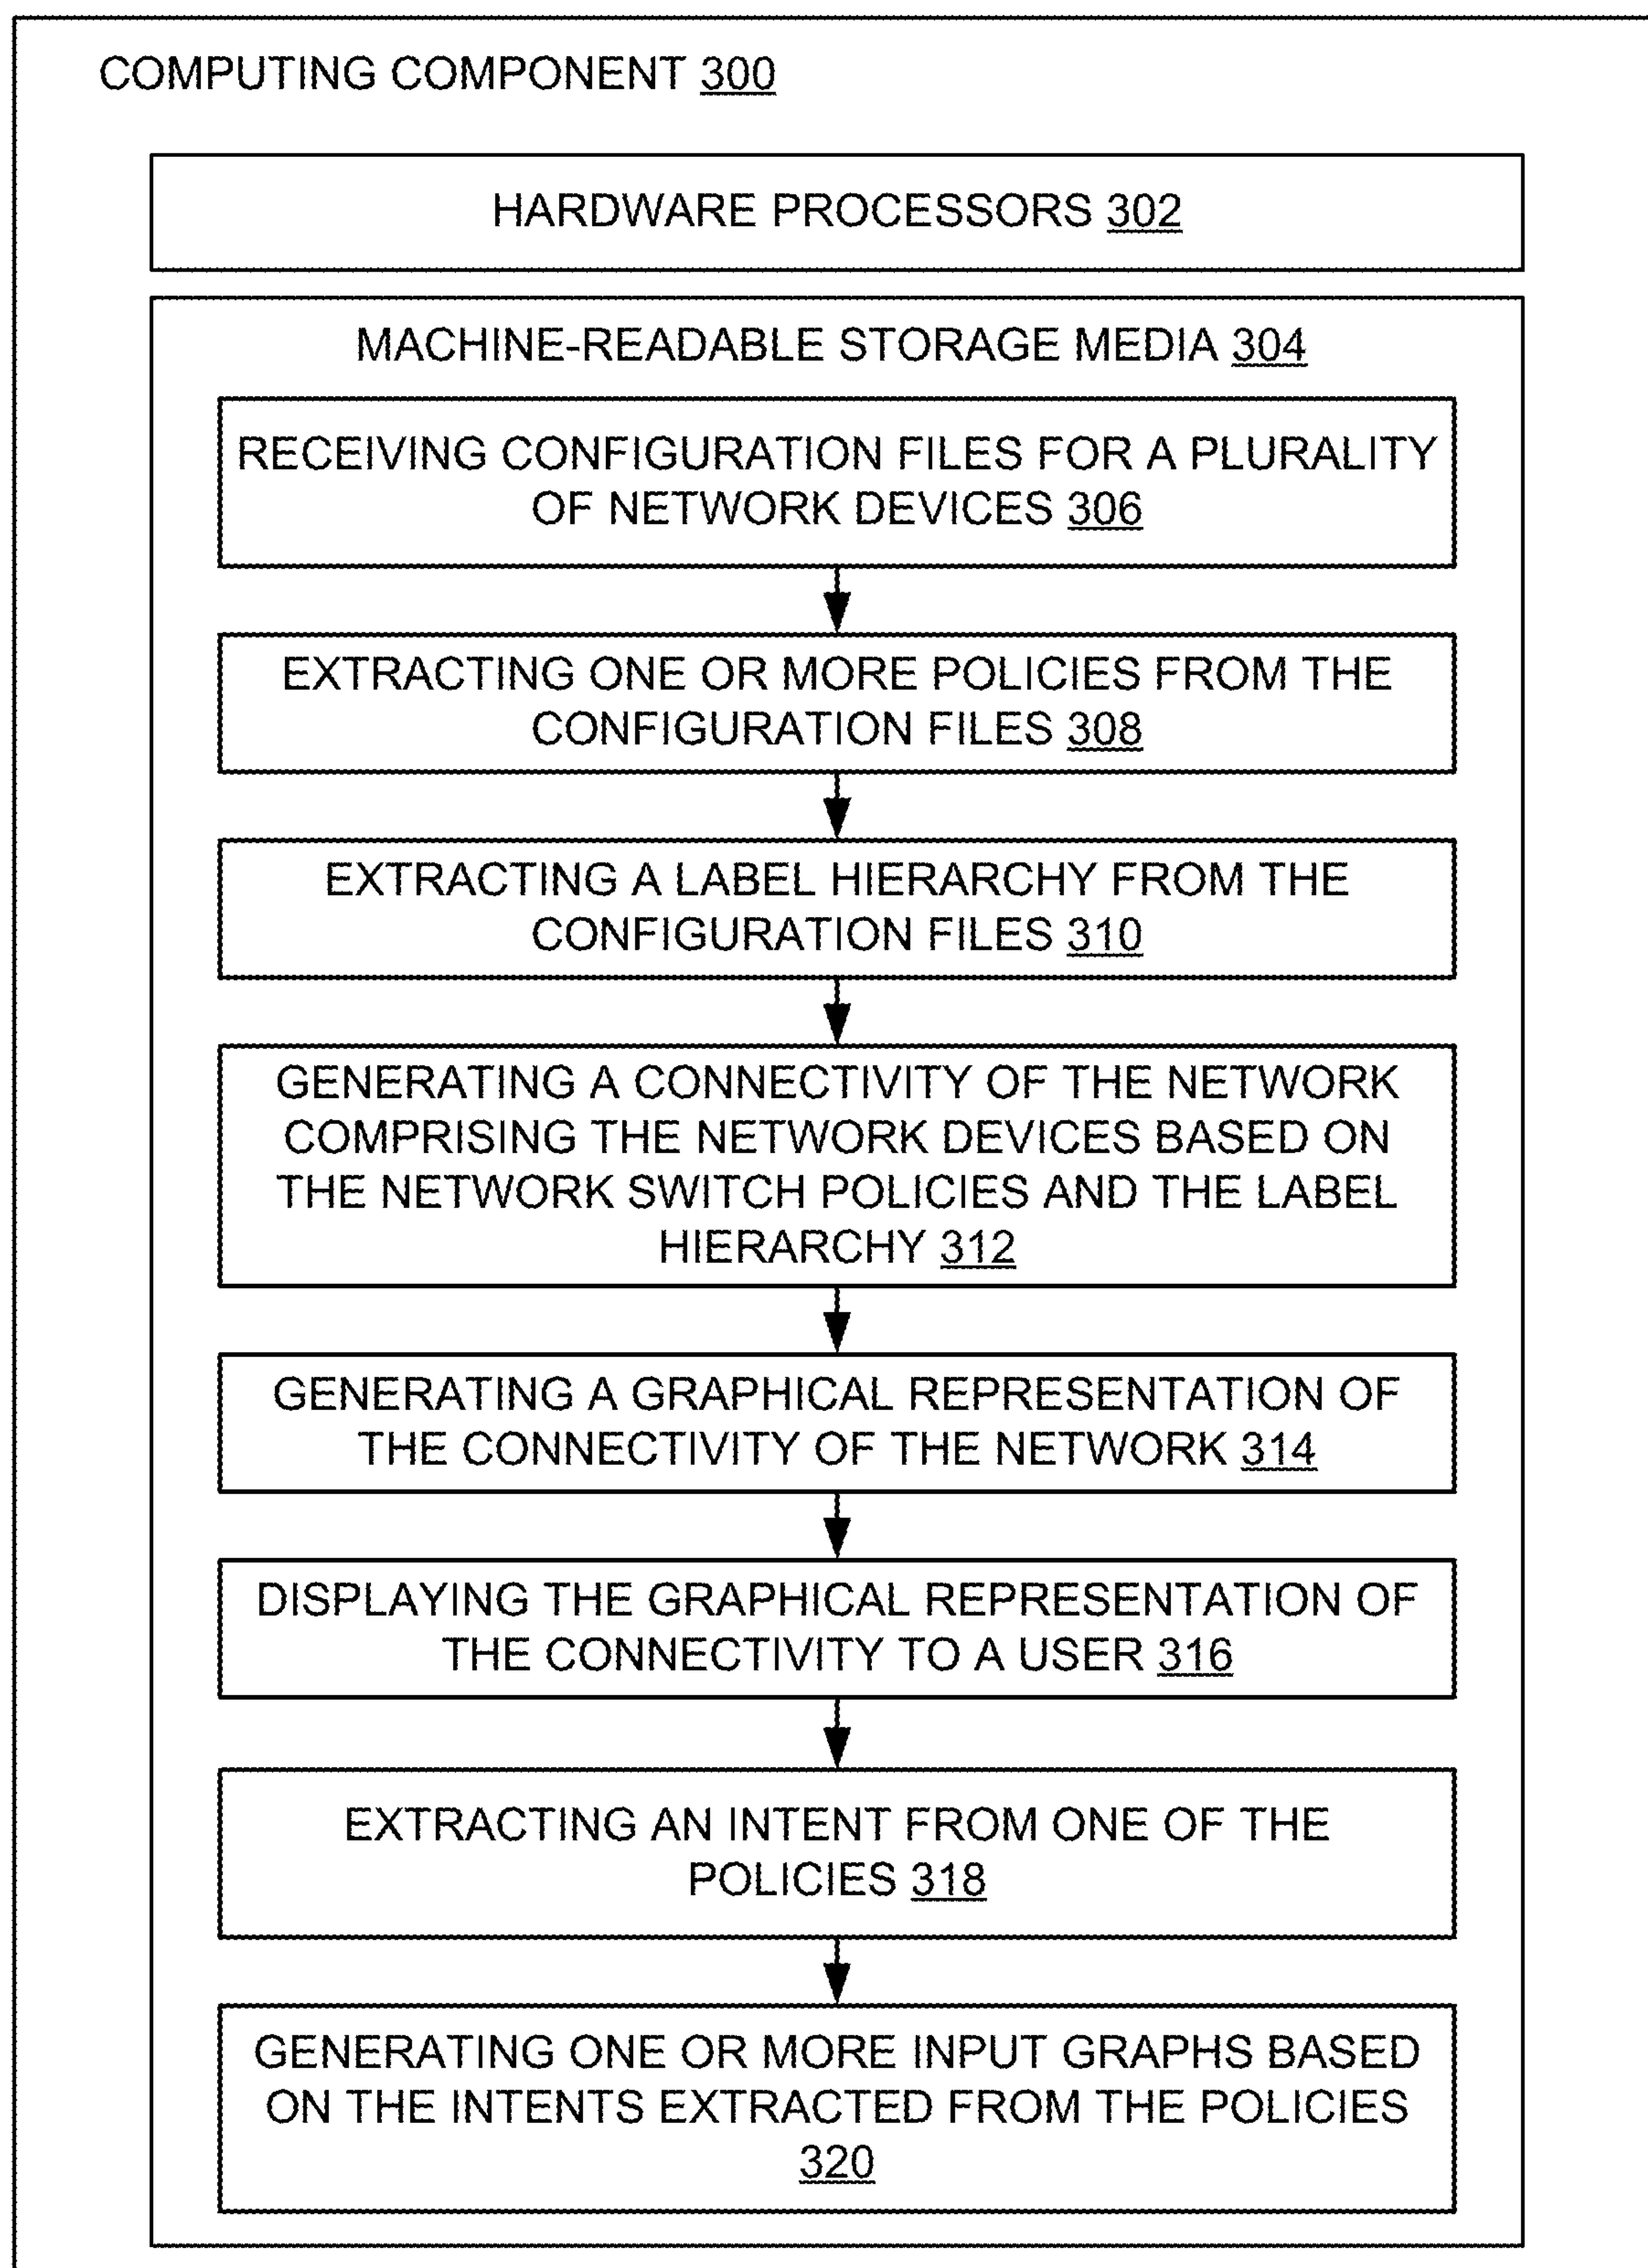 COMPUTING COMPONENT 300
HARDWARE PROCESSORS 302
MACHINE-READABLE STORAGE MEDIA 304
RECEIVING CONFIGURATION FILES FOR A PLURALITY
OF NETWORK DEVICES 306
EXTRACTING ONE OR MORE POLICIES FROM THE
CONFIGURATION FILES 308
EXTRACTING A LABEL HIERARCHY FROM THE
CONFIGURATION FILES 310
GENERATING A CONNECTIVITY OF THE NETWORK
COMPRISING THE NETWORK DEVICES BASED ON
THE NETWORK SWITCH POLICIES AND THE LABEL
HIERARCHY 312
GENERATING A GRAPHICAL REPRESENTATION OF
THE CONNECTIVITY OF THE NETWORK 314
DISPLAYING THE GRAPHICAL REPRESENTATION OF
THE CONNECTIVITY TO A USER 316
EXTRACTING AN INTENT FROM ONE OF THE
POLICIES 318
GENERATING ONE OR MORE INPUT GRAPHS BASED
ON THE INTENTS EXTRACTED FROM THE POLICIES
320